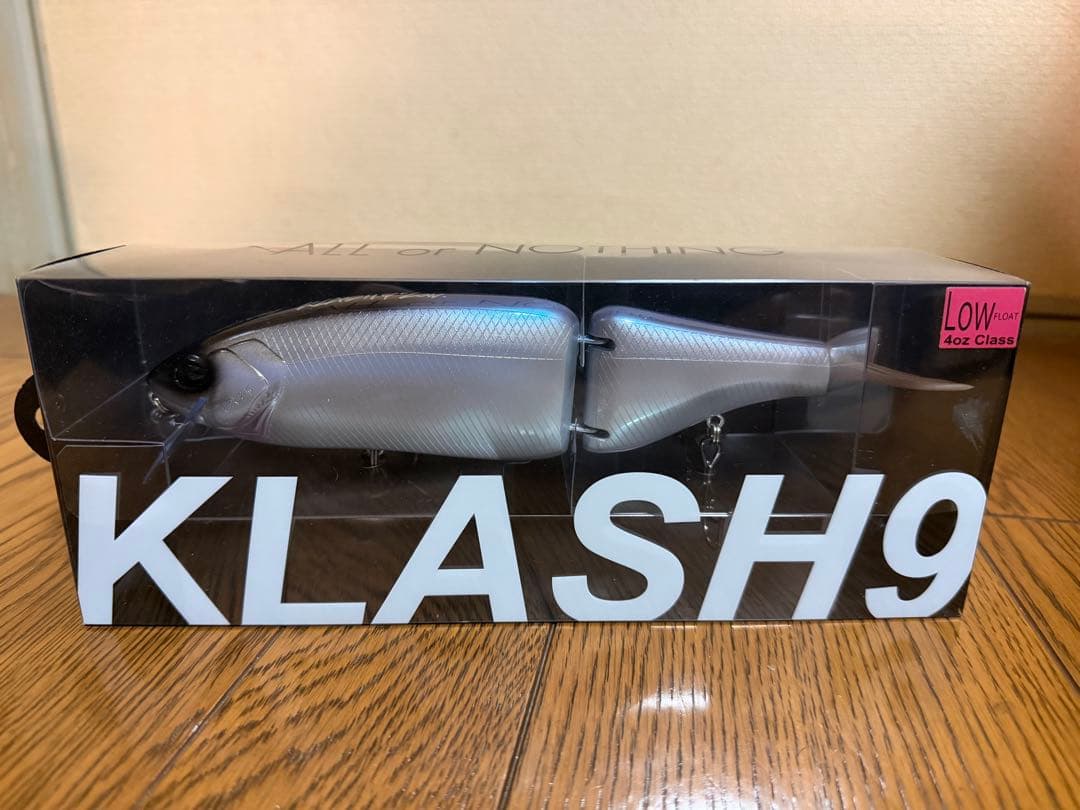 ALL or NOTHING
LOW FLOAT
4oz Class
KLASH9